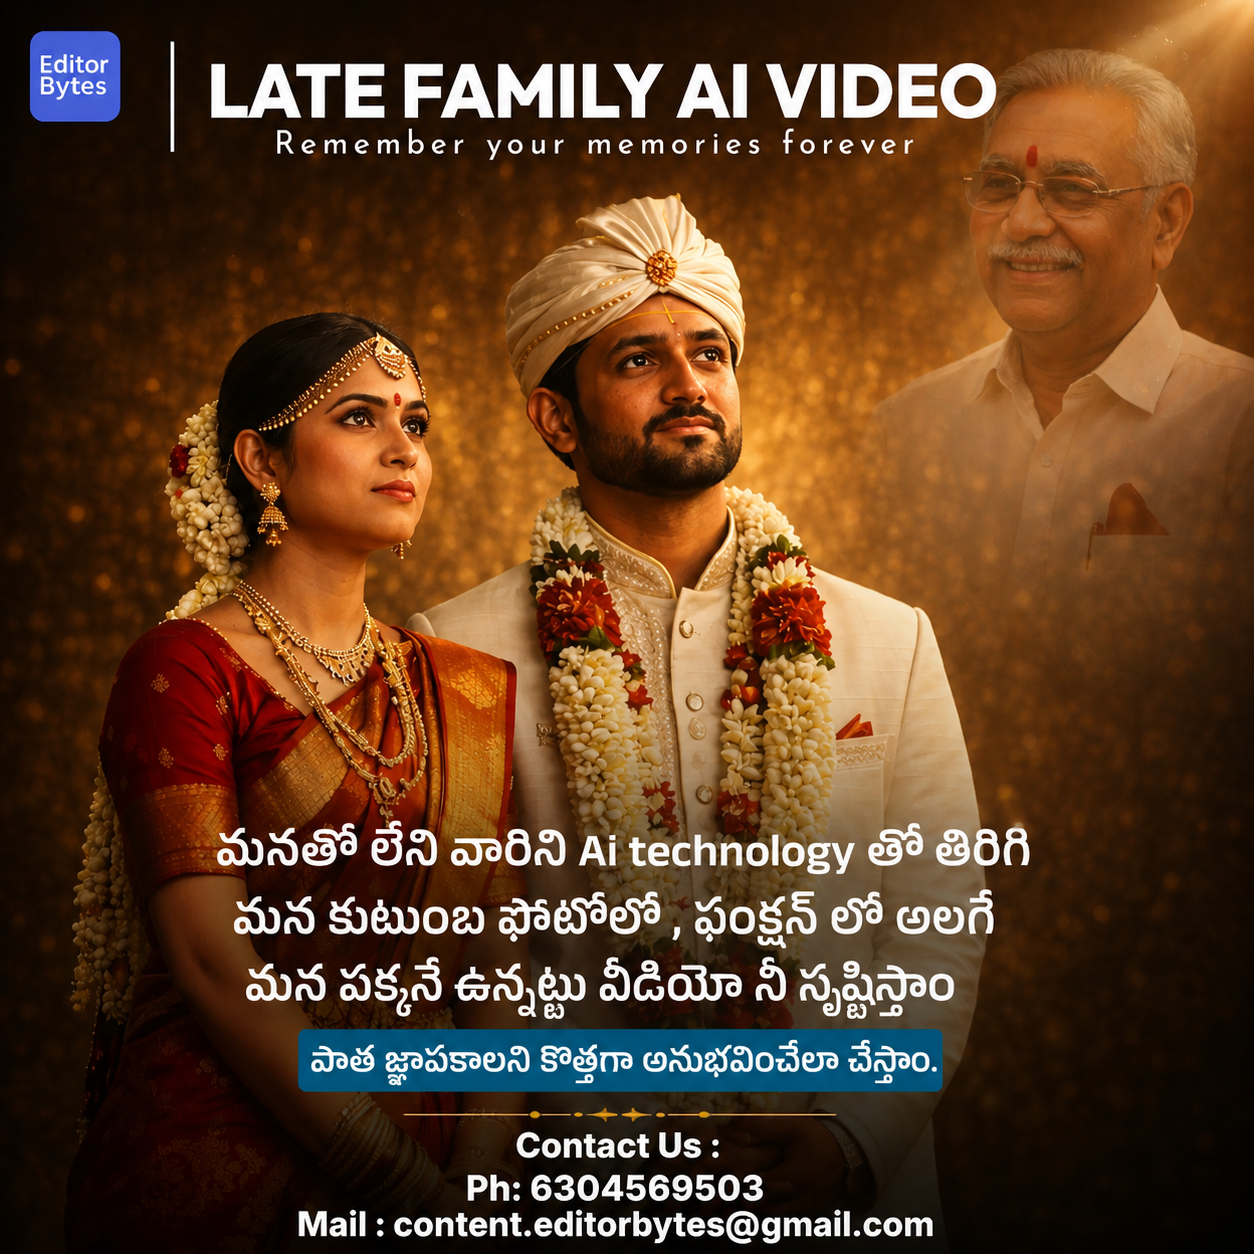 Editor
Bytes
LATE FAMILY AI VIDEO
Remember your memories forever
మనతో లేని వారిని Ai technology తో తిరిగి
మన కుటుంబ ఫోటోలో , ఫంక్షన్ లో అలగే
మన పక్కనే ఉన్నట్టు వీడియో నీ సృష్టిస్తాం
పాత జ్ఞాపకాలని కొత్తగా అనుభవించేలా చేస్తాం.
Contact Us :
Ph: 6304569503
Mail : content.editorbytes@gmail.com